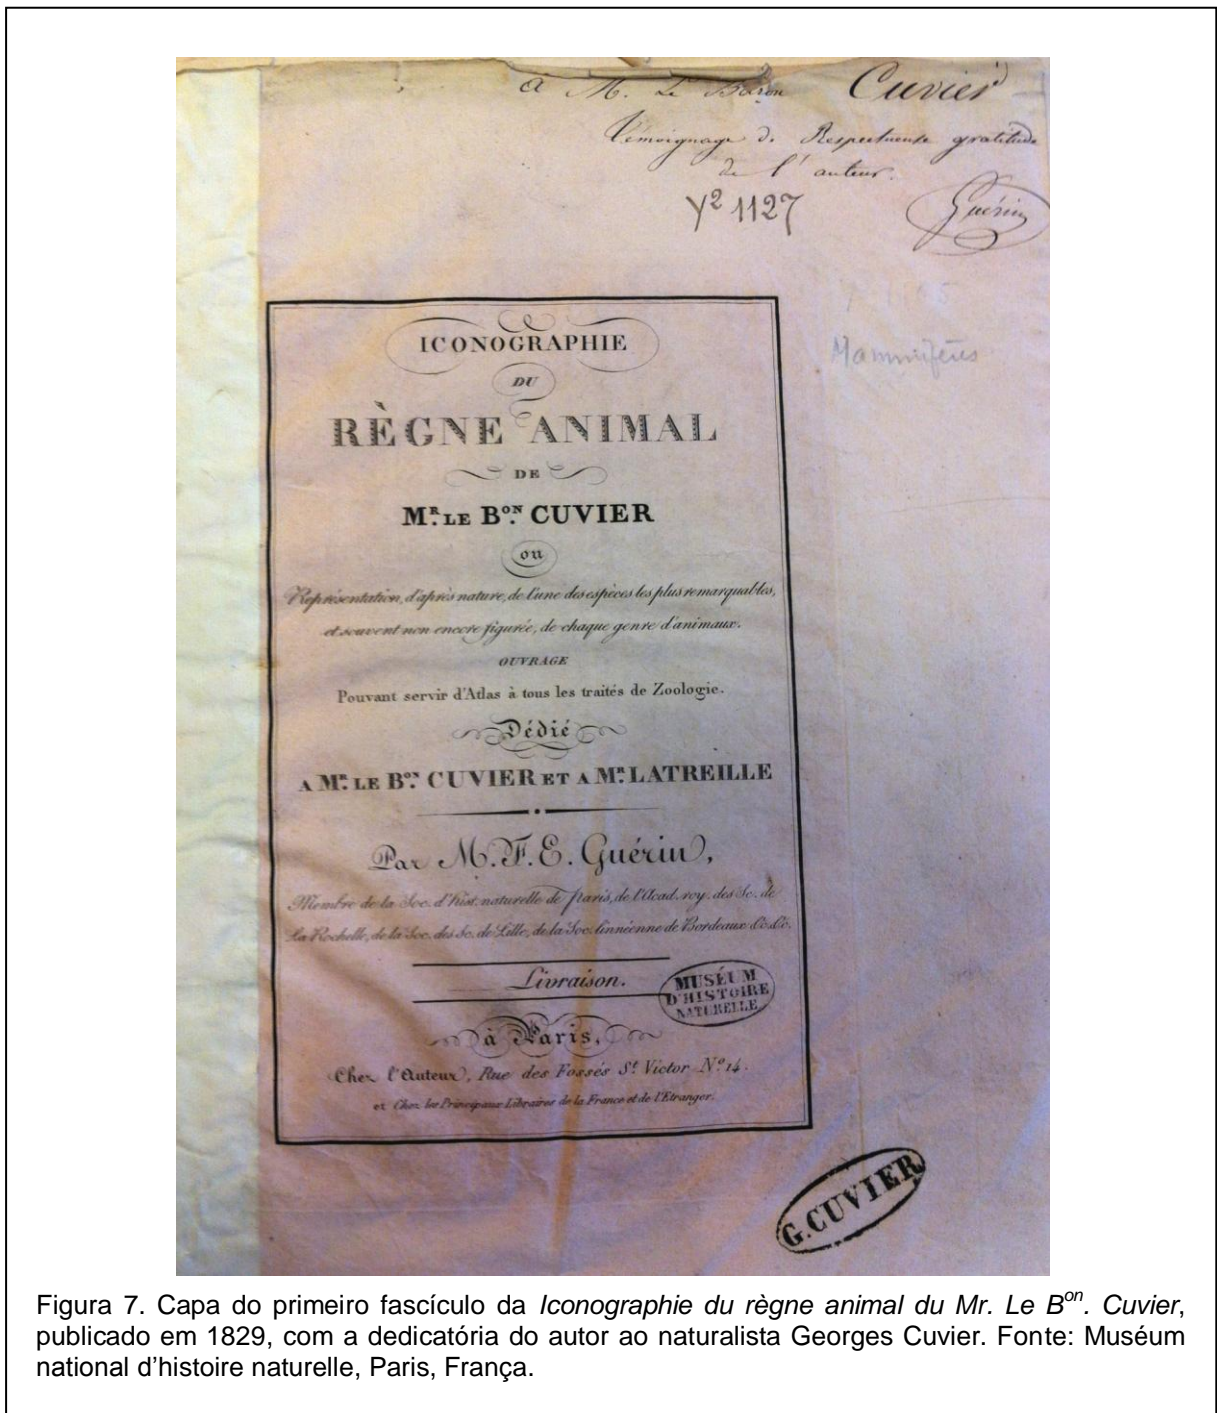 à M. Le Baron Cuvier
témoignage de Respectueuse gratitude
de l'auteur.
Y² 1127
Guérin
Mammifères
ICONOGRAPHIE
DU
RÈGNE ANIMAL
DE
Mᴿ. LE Bᵒᴺ. CUVIER
ou
Représentation, d'après nature, de l'une des espèces les plus remarquables,
et souvent non encore figurée, de chaque genre d'animaux.
OUVRAGE
Pouvant servir d'Atlas à tous les traités de Zoologie.
Dédié
A Mᴿ. LE Bᵒᴺ. CUVIER ET A Mᴿ. LATREILLE
Par M. F. E. Guérin,
Membre de la Soc. d'hist. naturelle de Paris, de l'Acad. roy. des Sc. de
La Rochelle, de la Soc. des Sc. de Lille, de la Soc. linnéenne de Bordeaux &c. &c.
Livraison.
MUSÉUM
D'HISTOIRE
NATURELLE
à Paris,
Chez l'Auteur, Rue des Fossés Sᵗ. Victor Nᵒ. 14.
et Chez les Principaux Libraires de la France et de l'Etranger.
G. CUVIER
Figura 7. Capa do primeiro fascículo da Iconographie du règne animal du Mr. Le Bᵒⁿ. Cuvier,
publicado em 1829, com a dedicatória do autor ao naturalista Georges Cuvier. Fonte: Muséum
national d'histoire naturelle, Paris, França.